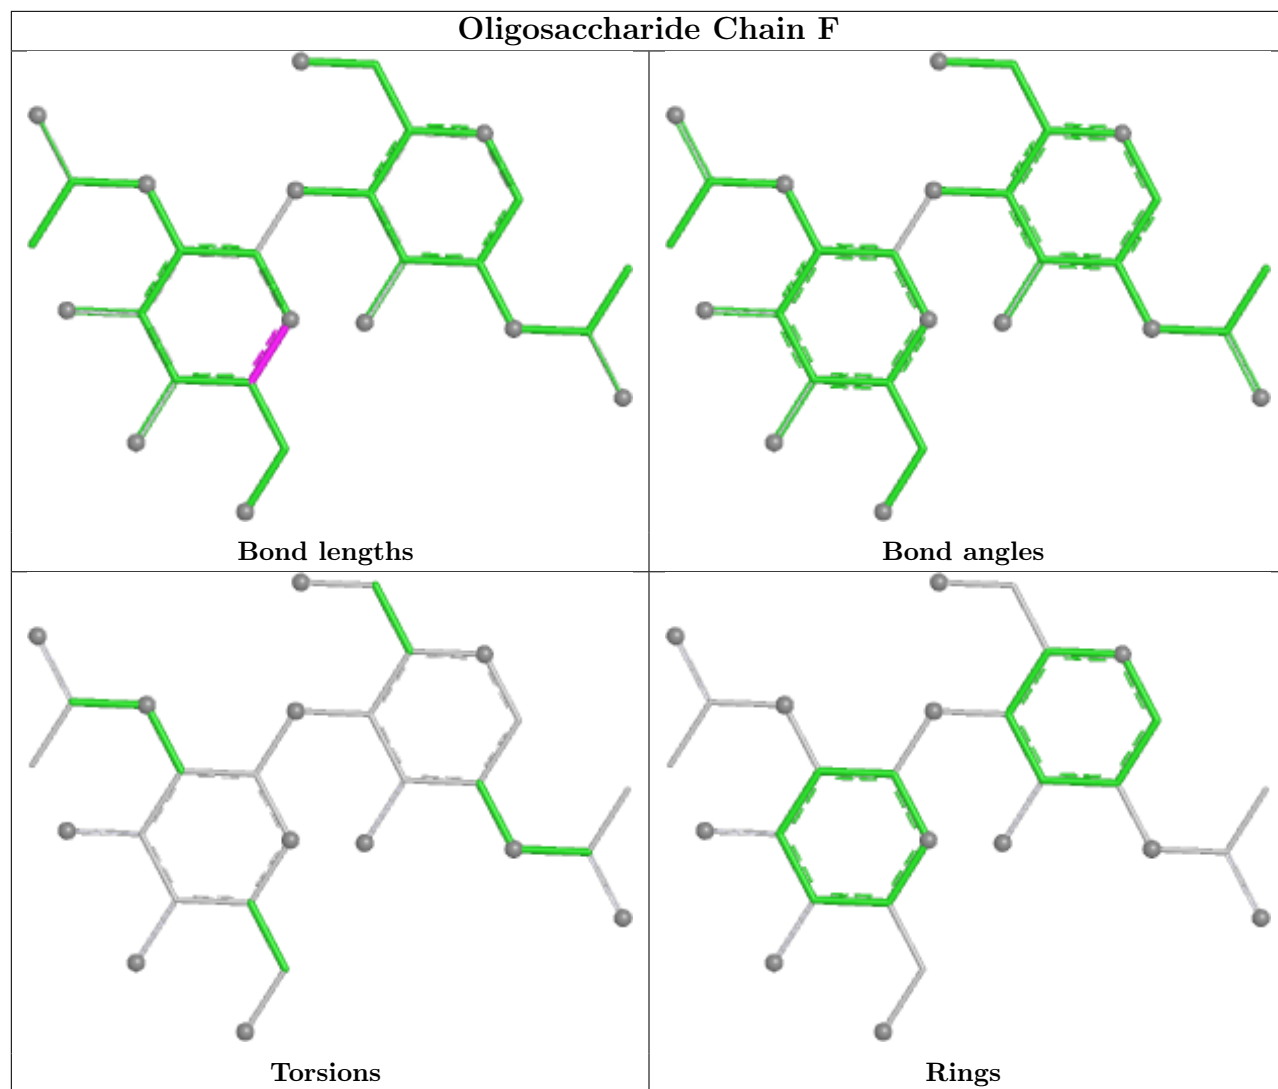 Oligosaccharide Chain F
Bond lengths
Bond angles
Torsions
Rings